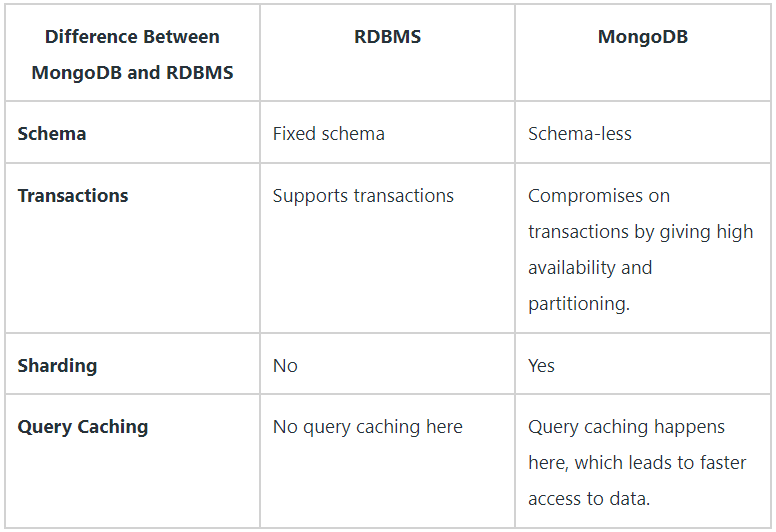 Difference Between
MongoDB and RDBMS
RDBMS
MongoDB
Schema
Fixed schema
Schema-less
Transactions
Supports transactions
Compromises on
transactions by giving high
availability and
partitioning.
Sharding
No
Yes
Query Caching
No query caching here
Query caching happens
here, which leads to faster
access to data.